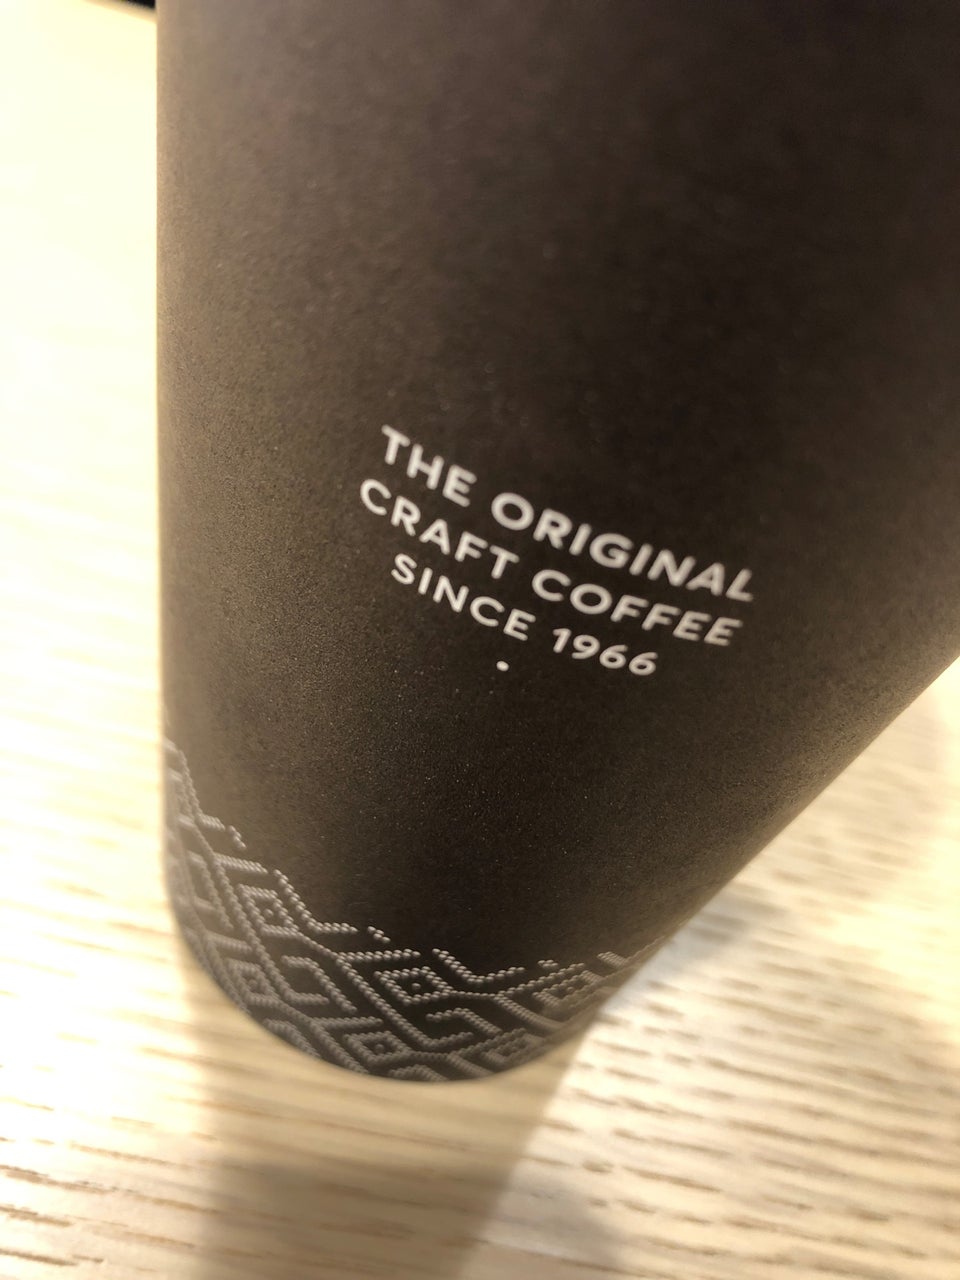 THE ORIGINAL
CRAFT COFFEE
SINCE 1966